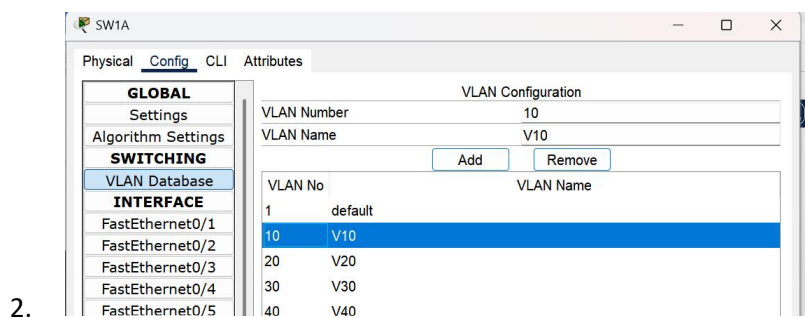 SW1A
Physical Config CLI Attributes
GLOBAL
Settings
Algorithm Settings
SWITCHING
VLAN Database
INTERFACE
FastEthernet0/1
FastEthernet0/2
FastEthernet0/3
FastEthernet0/4
FastEthernet0/5
VLAN Configuration
VLAN Number 10
VLAN Name V10
Add Remove
VLAN No VLAN Name
1 default
10 V10
20 V20
30 V30
40 V40
2.